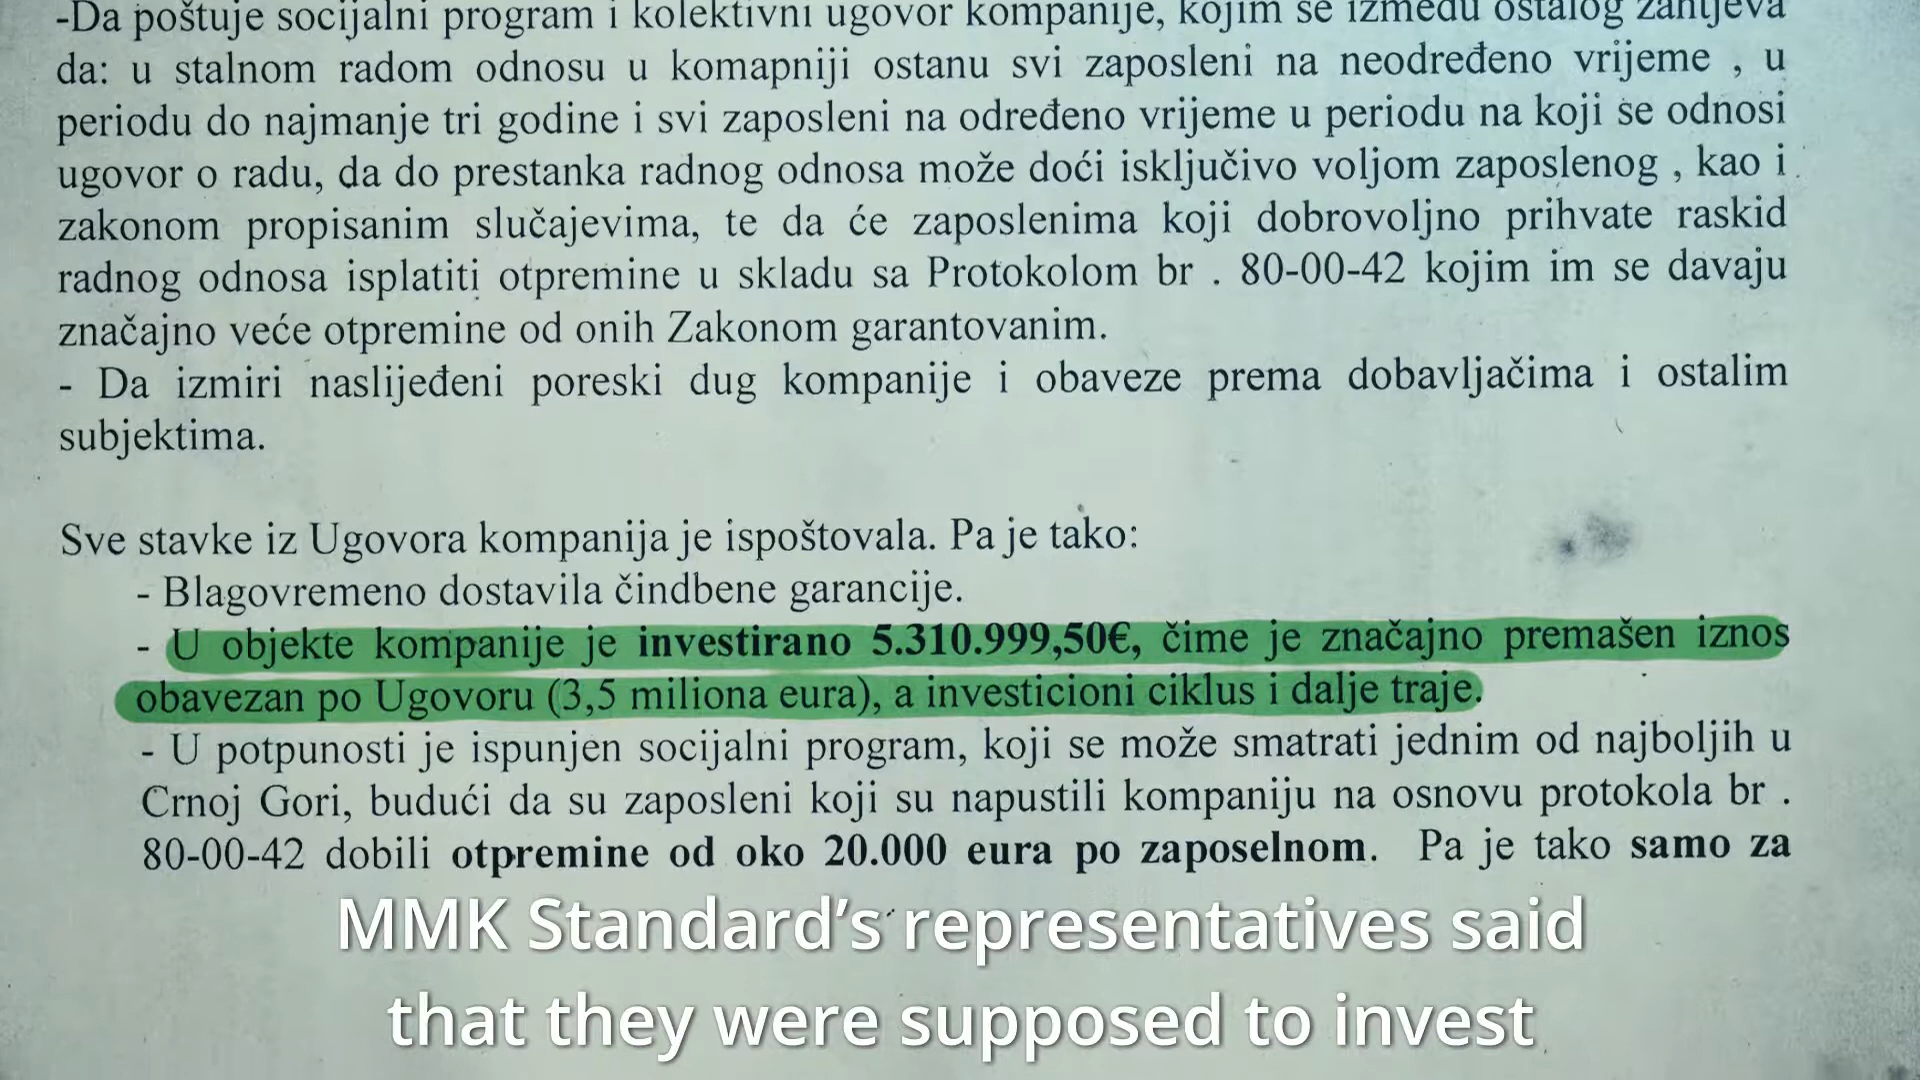 -Da poštuje socijalni program i kolektivni ugovor kompanije, kojim se između ostalog zahtjeva
da: u stalnom radom odnosu u komapniji ostanu svi zaposleni na neodređeno vrijeme , u
periodu do najmanje tri godine i svi zaposleni na određeno vrijeme u periodu na koji se odnosi
ugovor o radu, da do prestanka radnog odnosa može doći isključivo voljom zaposlenog , kao i
zakonom propisanim slučajevima, te da će zaposlenima koji dobrovoljno prihvate raskid
radnog odnosa isplatiti otpremine u skladu sa Protokolom br . 80-00-42 kojim im se davaju
značajno veće otpremine od onih Zakonom garantovanim.
- Da izmiri naslijeđeni poreski dug kompanije i obaveze prema dobavljačima i ostalim
subjektima.
Sve stavke iz Ugovora kompanija je ispoštovala. Pa je tako:
- Blagovremeno dostavila čindbene garancije.
- U objekte kompanije je investirano 5.310.999,50€, čime je značajno premašen iznos
obavezan po Ugovoru (3,5 miliona eura), a investicioni ciklus i dalje traje.
- U potpunosti je ispunjen socijalni program, koji se može smatrati jednim od najboljih u
Crnoj Gori, budući da su zaposleni koji su napustili kompaniju na osnovu protokola br .
80-00-42 dobili otpremine od oko 20.000 eura po zaposelnom. Pa je tako samo za
MMK Standard’s representatives said
that they were supposed to invest